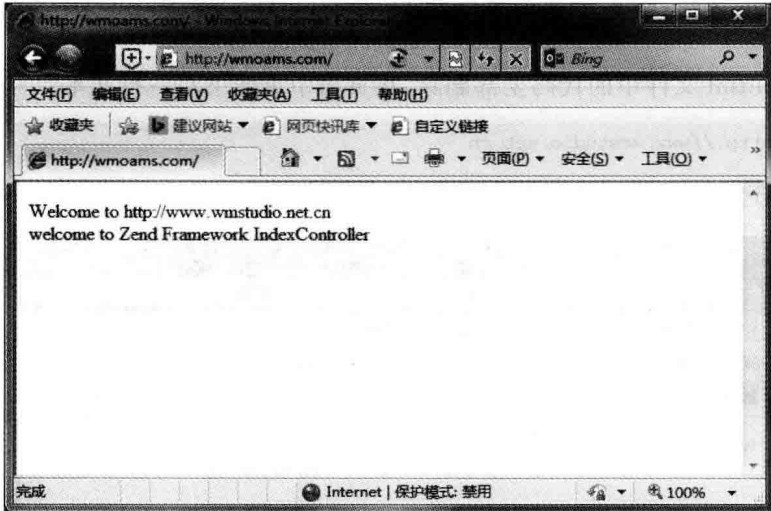 http://wmoams.com/ - Windows Internet Explorer
http://wmoams.com/ Bing
文件(F) 编辑(E) 查看(V) 收藏夹(A) 工具(T) 帮助(H)
收藏夹 建议网站 网页快讯库 自定义链接
http://wmoams.com/ 页面(P) 安全(S) 工具(O) »
Welcome to http://www.wmstudio.net.cn
welcome to Zend Framework IndexController
完成 Internet | 保护模式: 禁用 100%